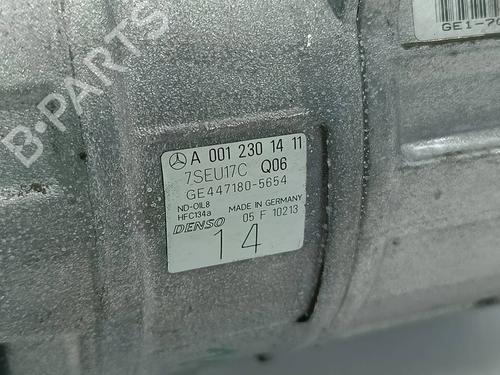 B-PARTS
GE1-70
A 001 230 14 11
7SEU17C Q06
GE447180-5654
ND-OIL8
HFC134a
MADE IN GERMANY
DENSO
05 F 10213
14